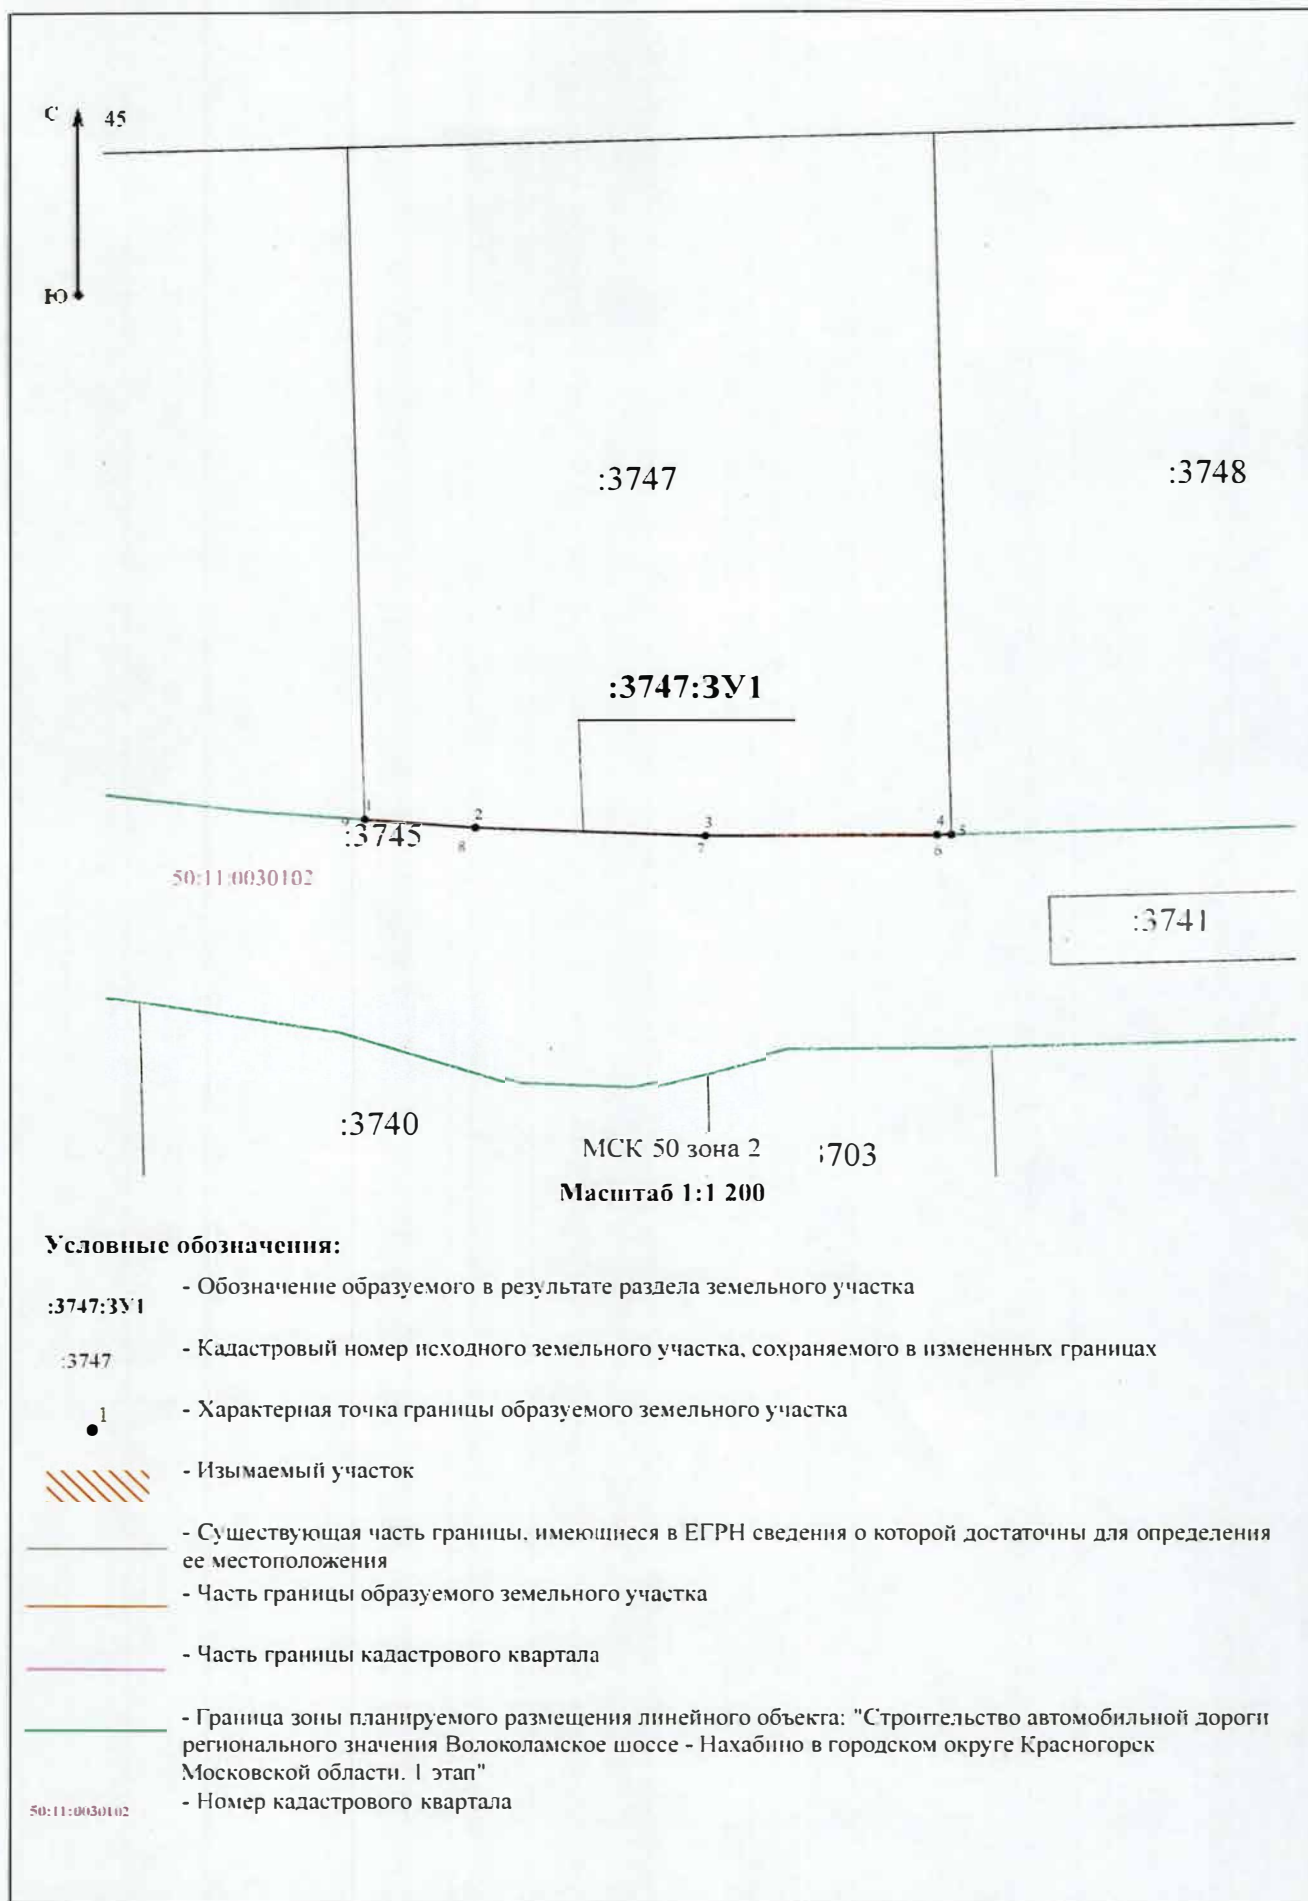 С
45
Ю
:3747
:3748
:3747:ЗУ1
1
2
3
4
5
9
:3745
8
7
6
50:11:0030102
:3741
:3740
МСК 50 зона 2
:703
Масштаб 1:1 200
Условные обозначения:
- Обозначение образуемого в результате раздела земельного участка
:3747:ЗУ1
- Кадастровый номер исходного земельного участка, сохраняемого в измененных границах
:3747
- Характерная точка границы образуемого земельного участка
1
- Изымаемый участок
- Существующая часть границы, имеющиеся в ЕГРН сведения о которой достаточны для определения
ее местоположения
- Часть границы образуемого земельного участка
- Часть границы кадастрового квартала
- Граница зоны планируемого размещения линейного объекта: "Строительство автомобильной дороги
регионального значения Волоколамское шоссе - Нахабино в городском округе Красногорск
Московской области. 1 этап"
- Номер кадастрового квартала
50:11:0030102